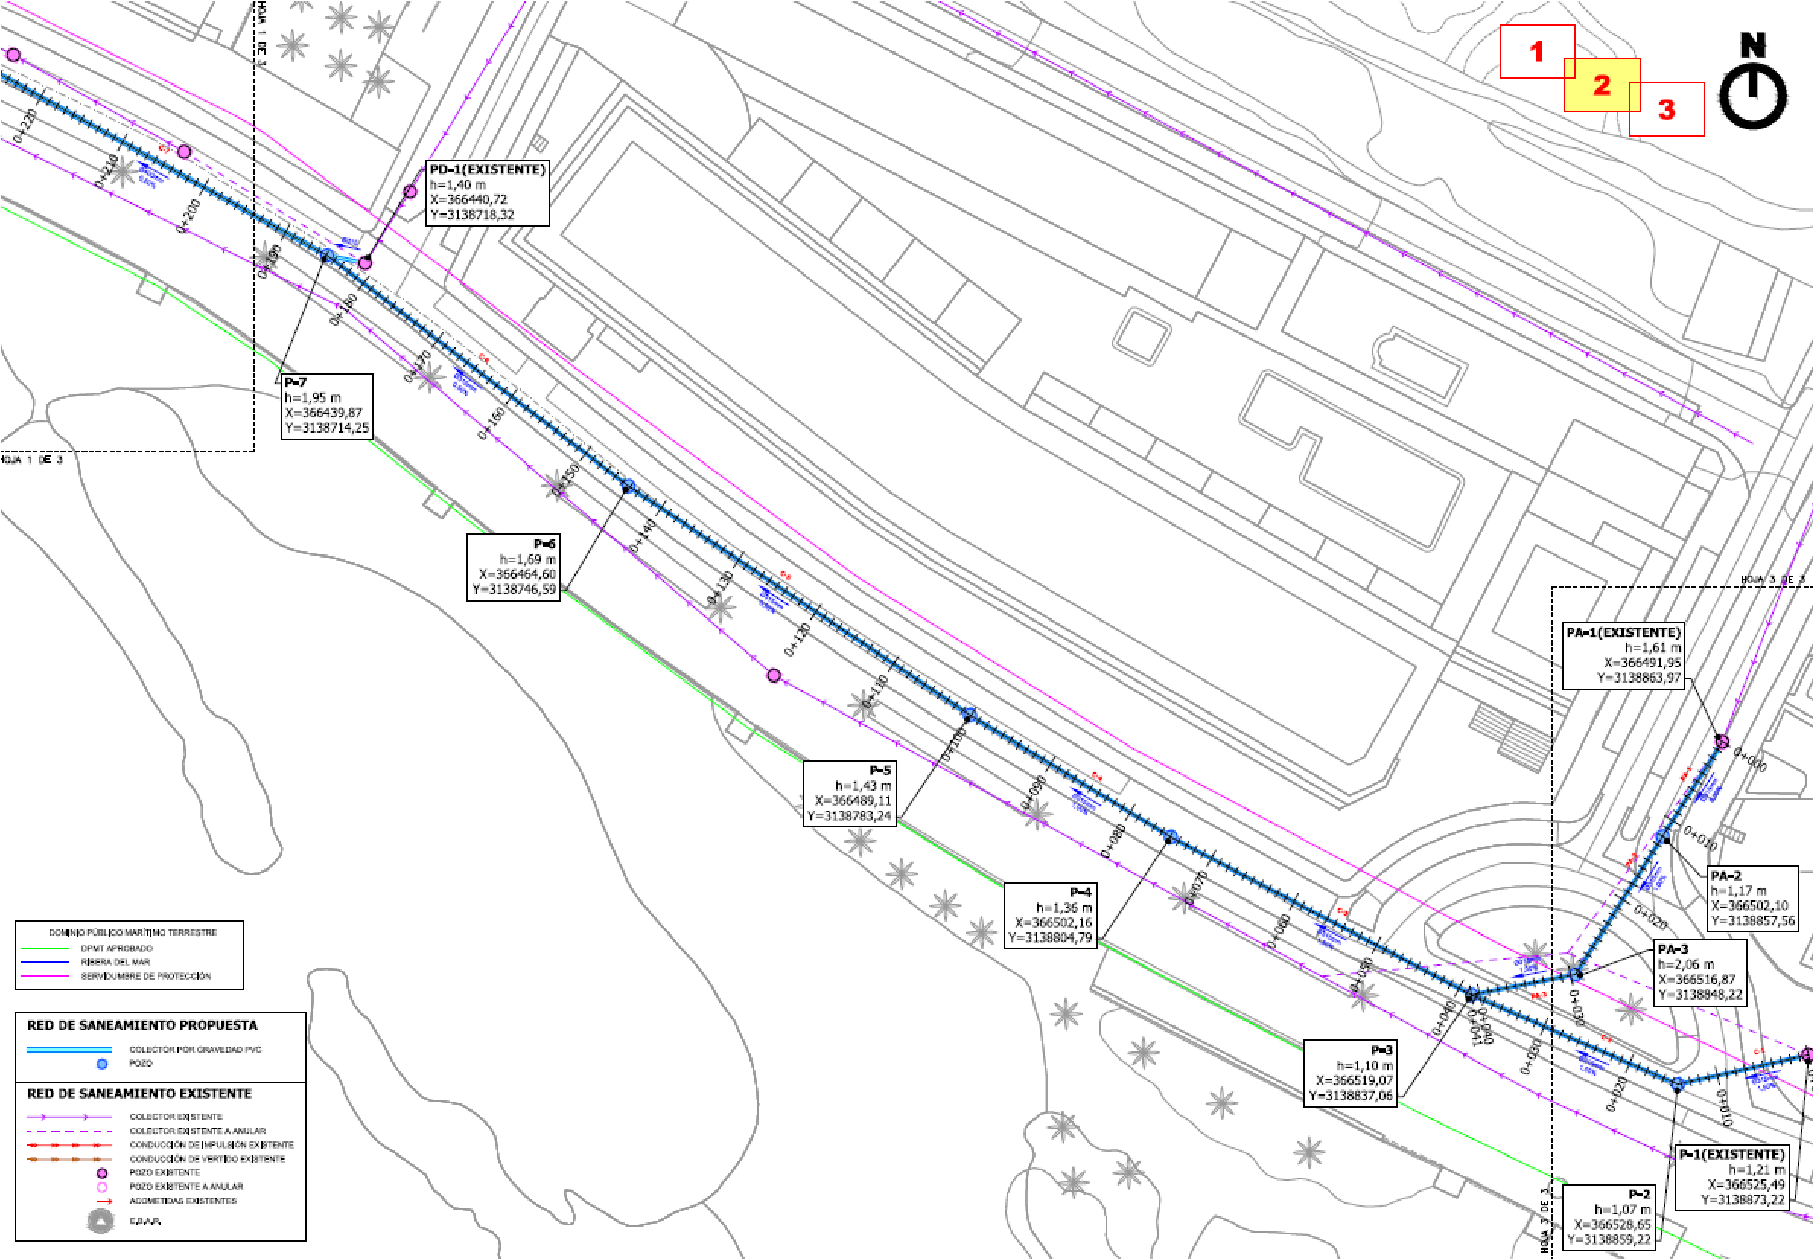 HOJA 1 DE 3
1
2
3
N
PD-1(EXISTENTE)
h=1,40 m
X=366440,72
Y=3138718,32
0+220
0+210
0+200
0+190
0+180
0+170
0+160
0+150
0+140
0+130
0+120
0+110
0+100
0+090
0+080
0+070
0+060
0+050
0+040
0+040
0+041
0+030
0+020
0+010
P-7
h=1,95 m
X=366439,87
Y=3138714,25
HOJA 1 DE 3
P-6
h=1,69 m
X=366464,60
Y=3138746,59
HOJA 3 DE 3
PA-1(EXISTENTE)
h=1,61 m
X=366491,95
Y=3138863,97
0+000
0+010
0+020
0+030
P-5
h=1,43 m
X=366489,11
Y=3138783,24
PA-2
h=1,17 m
X=366502,10
Y=3138857,56
P-4
h=1,36 m
X=366502,16
Y=3138804,79
PA-3
h=2,06 m
X=366516,87
Y=3138848,22
P-3
h=1,10 m
X=366519,07
Y=3138837,06
P-1(EXISTENTE)
h=1,21 m
X=366525,49
Y=3138873,22
P-2
h=1,07 m
X=366528,65
Y=3138859,22
HOJA 3 DE 3
DOMINIO PÚBLICO MARÍTIMO TERRESTRE
DPMT APROBADO
RIBERA DEL MAR
SERVIDUMBRE DE PROTECCIÓN
RED DE SANEAMIENTO PROPUESTA
COLECTOR POR GRAVEDAD PVC
POZO
RED DE SANEAMIENTO EXISTENTE
COLECTOR EXISTENTE
COLECTOR EXISTENTE A ANULAR
CONDUCCIÓN DE IMPULSIÓN EXISTENTE
CONDUCCIÓN DE VERTIDO EXISTENTE
POZO EXISTENTE
POZO EXISTENTE A ANULAR
ACOMETIDAS EXISTENTES
E.D.A.R.